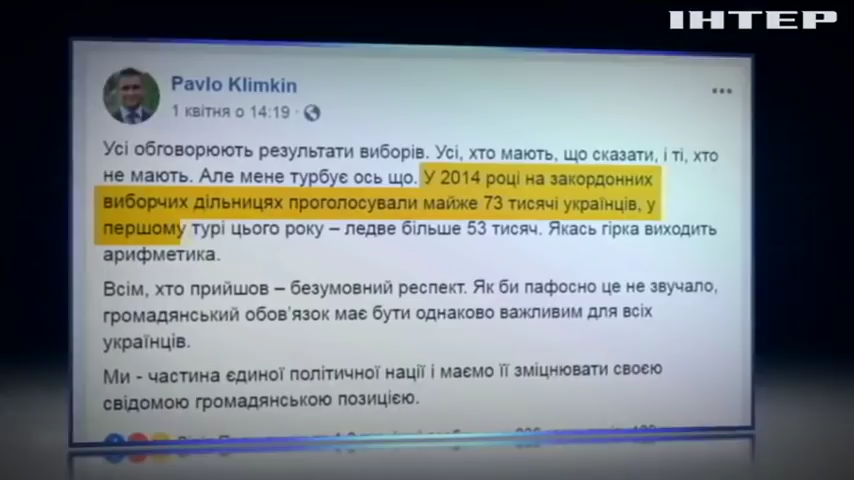 ІНТЕР
Pavlo Klimkin
1 квітня о 14:19 ·
Усі обговорюють результати виборів. Усі, хто мають, що сказати, і ті, хто
не мають. Але мене турбує ось що. У 2014 році на закордонних
виборчих дільницях проголосували майже 73 тисячі українців, у
першому турі цього року – ледве більше 53 тисяч. Якась гірка виходить
арифметика.
Всім, хто прийшов – безумовний респект. Як би пафосно це не звучало,
громадянський обов'язок має бути однаково важливим для всіх
українців.
Ми - частина єдиної політичної нації і маємо її зміцнювати своєю
свідомою громадянською позицією.